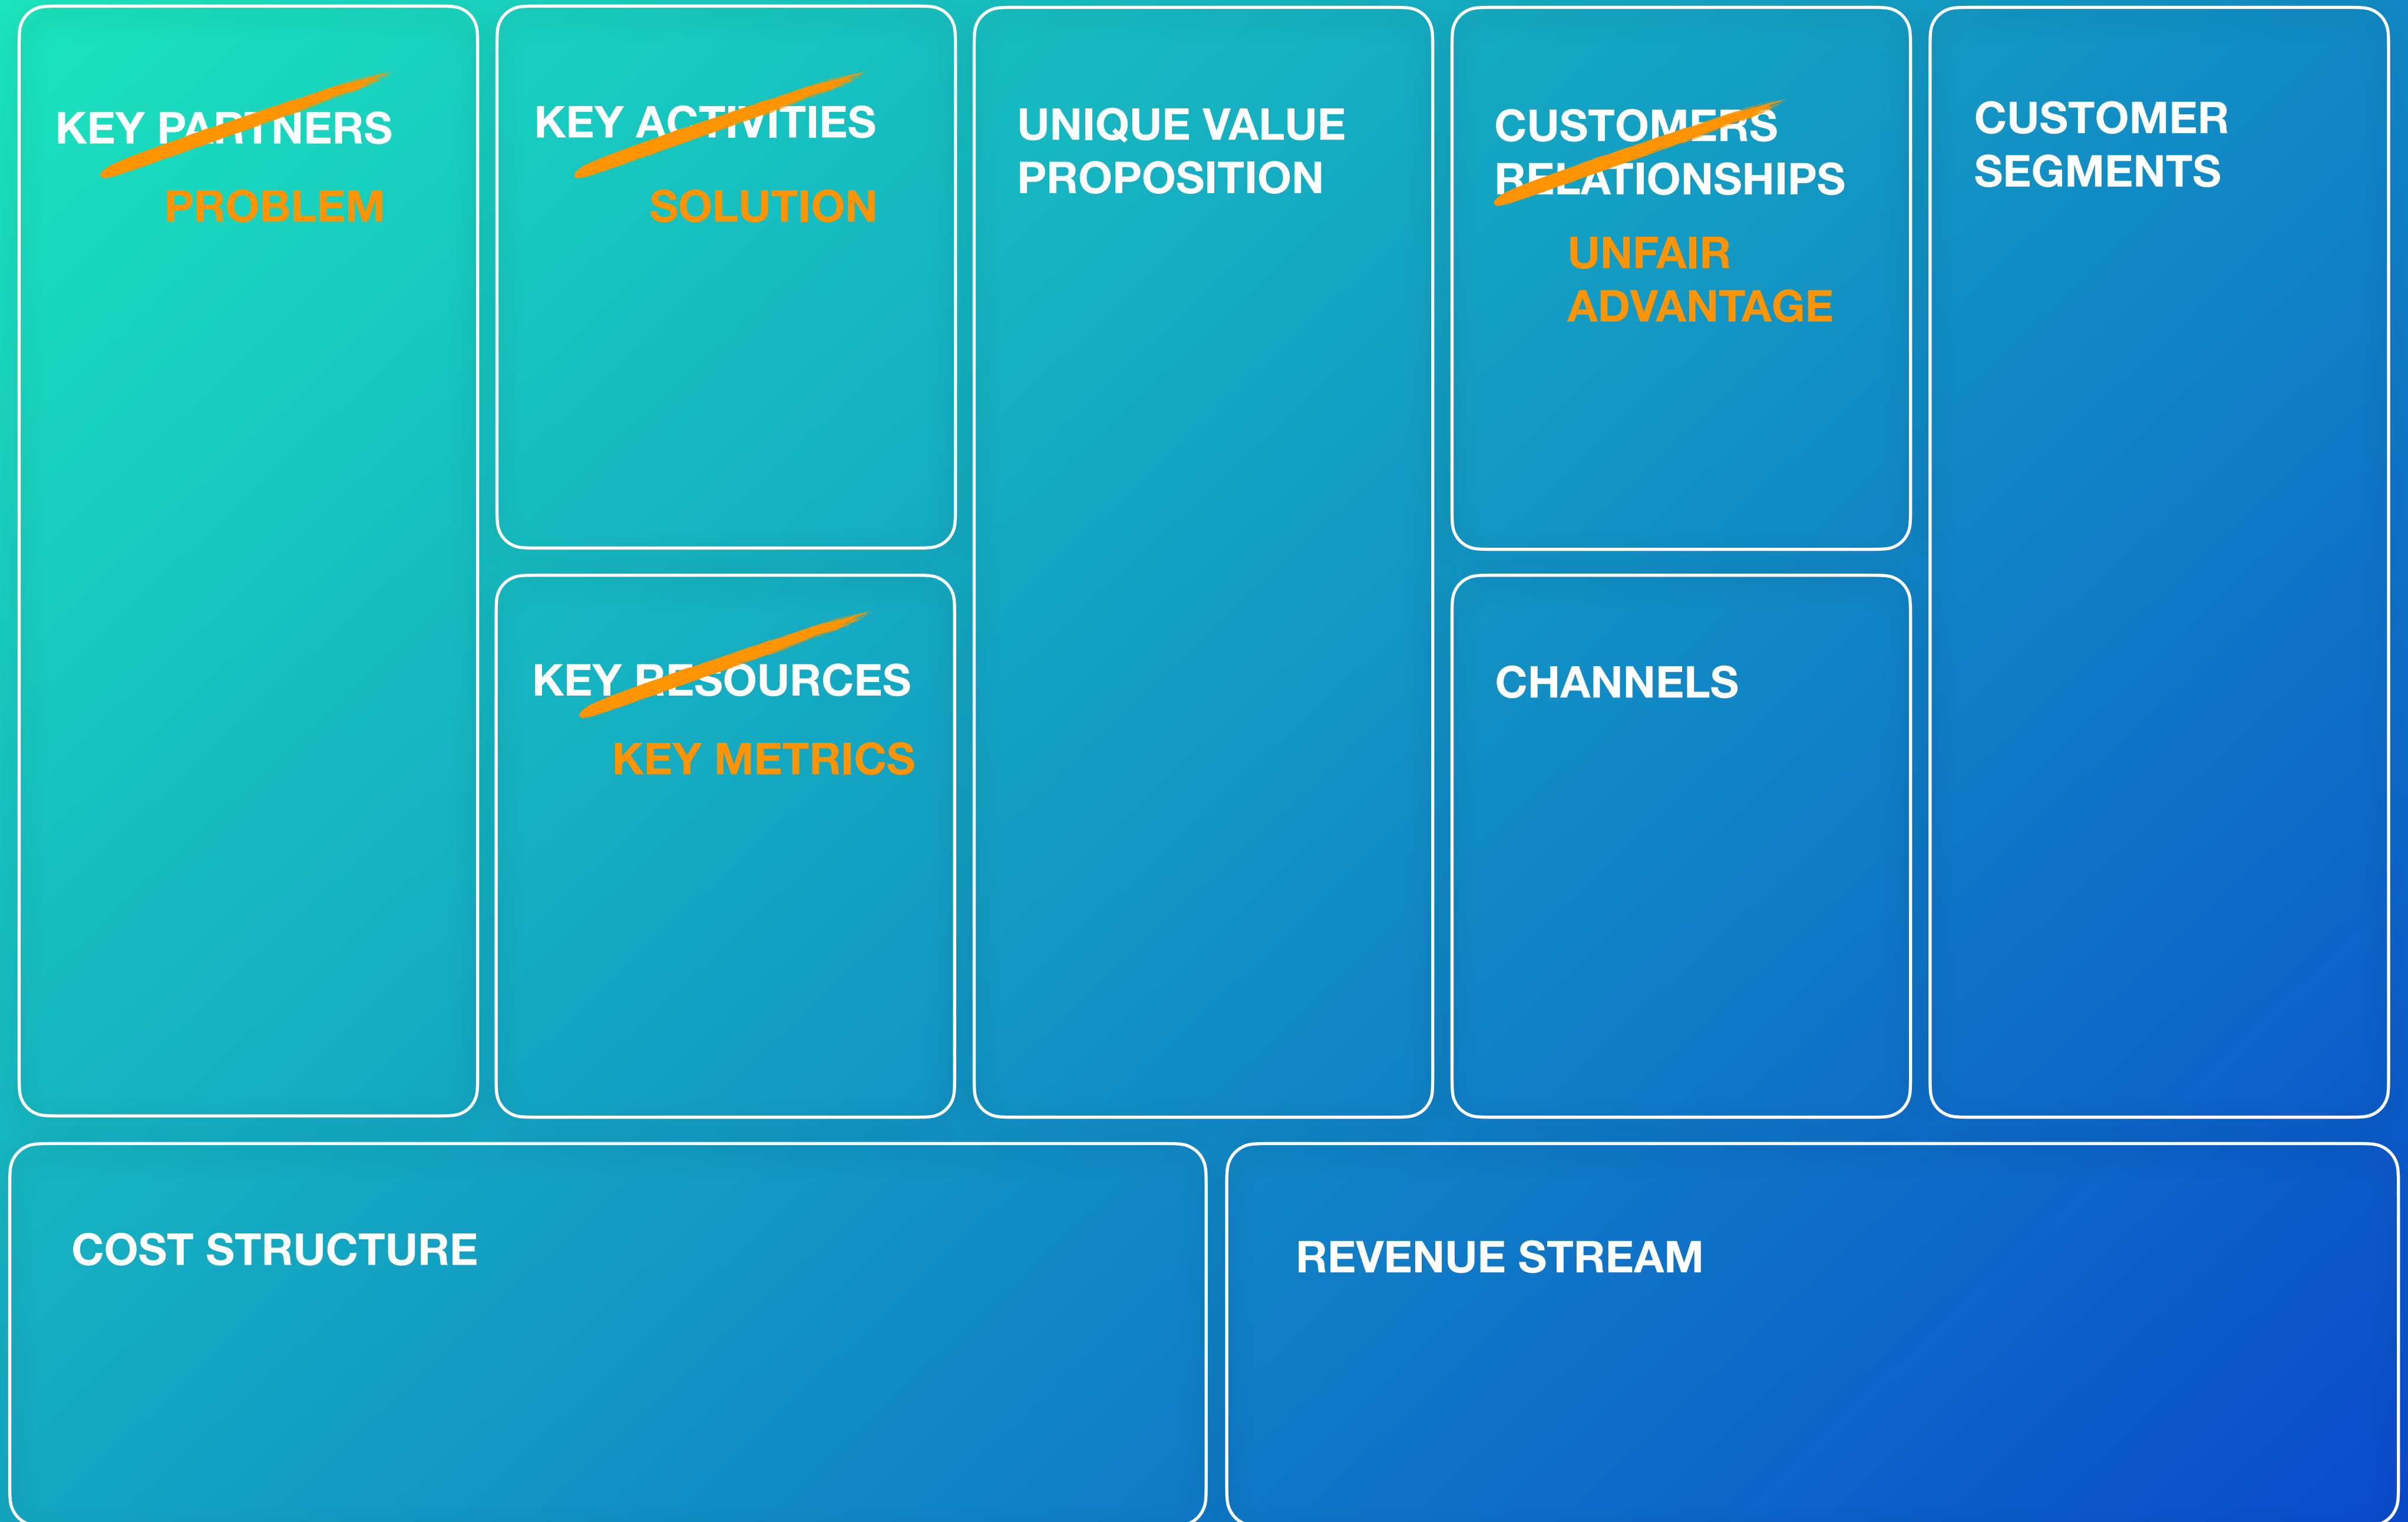 KEY PARTNERS
PROBLEM
KEY ACTIVITIES
SOLUTION
KEY RESOURCES
KEY METRICS
UNIQUE VALUE
PROPOSITION
CUSTOMERS
RELATIONSHIPS
UNFAIR
ADVANTAGE
CHANNELS
CUSTOMER
SEGMENTS
COST STRUCTURE
REVENUE STREAM